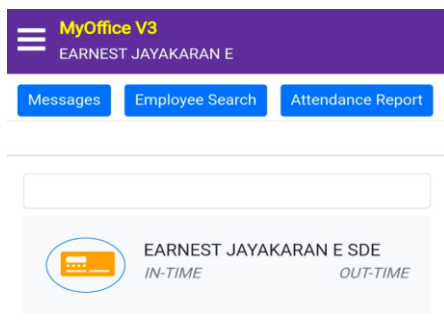 MyOffice V3
EARNEST JAYAKARAN E
Messages Employee Search Attendance Report
EARNEST JAYAKARAN E SDE
IN-TIME OUT-TIME